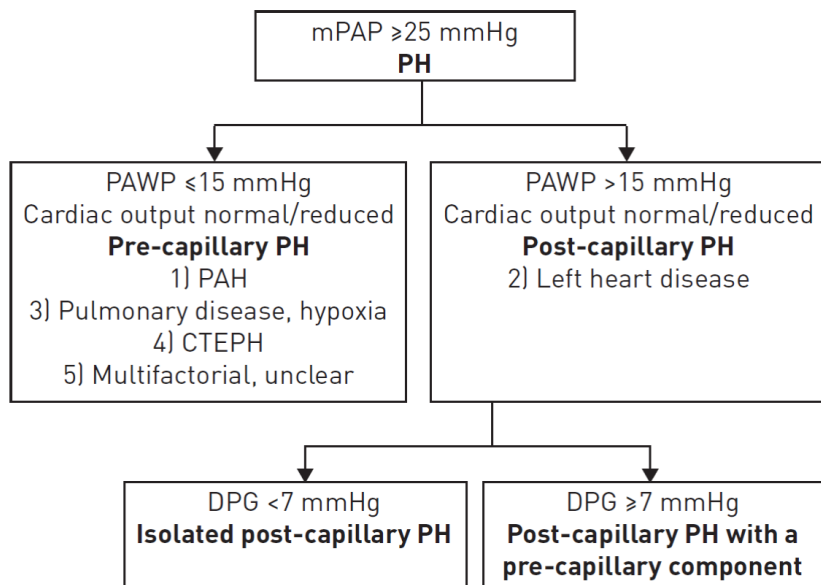 mPAP ⩾25 mmHg
PH
PAWP ⩽15 mmHg
Cardiac output normal/reduced
Pre-capillary PH
1) PAH
3) Pulmonary disease, hypoxia
4) CTEPH
5) Multifactorial, unclear
PAWP >15 mmHg
Cardiac output normal/reduced
Post-capillary PH
2) Left heart disease
DPG <7 mmHg
Isolated post-capillary PH
DPG ⩾7 mmHg
Post-capillary PH with a
pre-capillary component